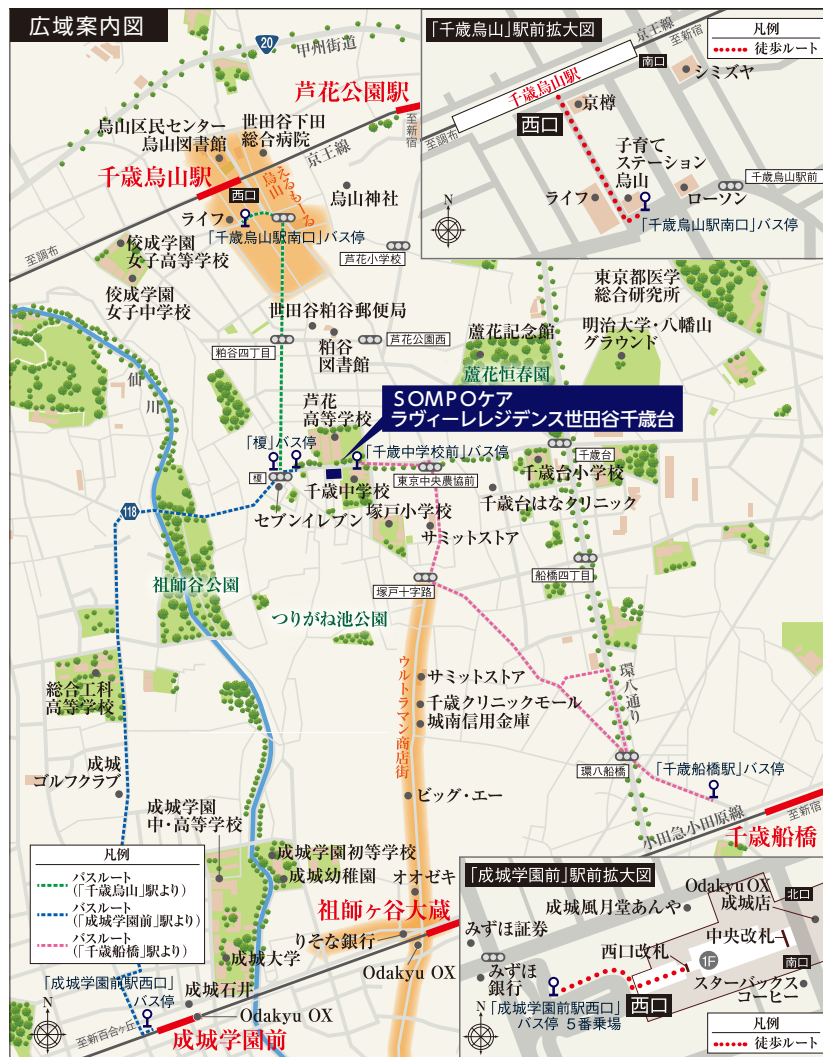 広域案内図
20
甲州街道
芦花公園駅
至新宿
烏山区民センター
烏山図書館
世田谷下田
総合病院
京王線
千歳烏山駅
西口
えるもーる
烏山
烏山神社
ライフ
「千歳烏山駅南口」バス停
至調布
佼成学園
女子高等学校
芦花小学校
佼成学園
女子中学校
「千歳烏山」駅前拡大図
京王線
至新宿
凡例
徒歩ルート
南口
シミズヤ
千歳烏山駅
京樽
西口
至調布
子育て
ステーション
烏山
千歳烏山駅前
ライフ
ローソン
N
「千歳烏山駅南口」バス停
東京都医学
総合研究所
世田谷粕谷郵便局
蘆花記念館
明治大学・八幡山
グラウンド
粕谷四丁目
粕谷
図書館
芦花公園西
仙川
蘆花恒春園
SOMPOケア
ラヴィーレレジデンス世田谷千歳台
芦花
高等学校
「榎」バス停
「千歳中学校前」バス停
千歳台
榎
千歳中学校
東京中央農協前
千歳台小学校
118
セブンイレブン
塚戸小学校
千歳台はなクリニック
サミットストア
祖師谷公園
塚戸十字路
船橋四丁目
つりがね池公園
総合工科
高等学校
ウルトラマン商店街
サミットストア
千歳クリニックモール
城南信用金庫
環八通り
成城
ゴルフクラブ
環八船橋
「千歳船橋駅」バス停
ビッグ・エー
成城学園
中・高等学校
小田急小田原線
至新宿
千歳船橋
凡例
バスルート
(「千歳烏山」駅より)
バスルート
(「成城学園前」駅より)
バスルート
(「千歳船橋」駅より)
成城学園初等学校
成城幼稚園
オオゼキ
祖師ヶ谷大蔵
りそな銀行
Odakyu OX
成城大学
「成城学園前駅西口」
バス停
成城石井
Odakyu OX
N
至新百合ヶ丘
成城学園前
「成城学園前」駅前拡大図
Odakyu OX
成城店
北口
成城風月堂あんや
みずほ証券
中央改札
西口改札
1F
南口
みずほ
銀行
スターバックス
コーヒー
西口
「成城学園前駅西口」
バス停 5番乗場
N
凡例
徒歩ルート